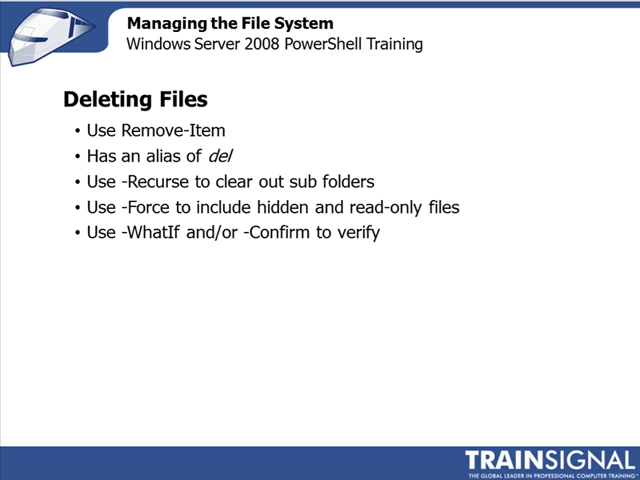 Managing the File System
Windows Server 2008 PowerShell Training
Deleting Files
• Use Remove-Item
• Has an alias of del
• Use -Recurse to clear out sub folders
• Use -Force to include hidden and read-only files
• Use -WhatIf and/or -Confirm to verify
TRAINSIGNAL
THE GLOBAL LEADER IN PROFESSIONAL COMPUTER TRAINING